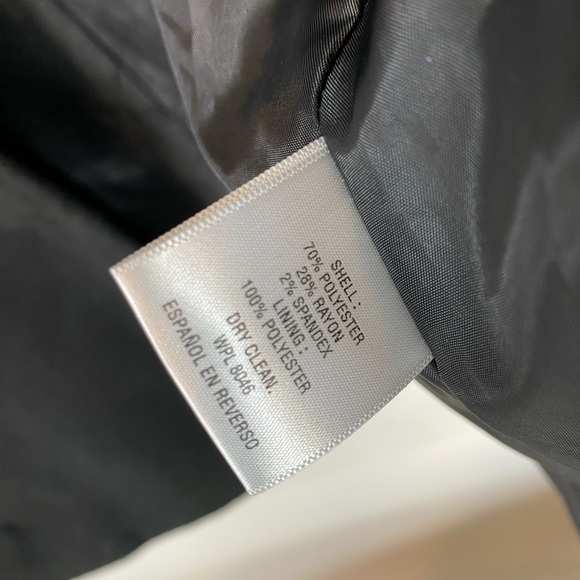 SHELL :
70% POLYESTER
28% RAYON
2% SPANDEX
LINING :
100% POLYESTER
DRY CLEAN.
WPL 8046
ESPAÑOL EN REVERSO